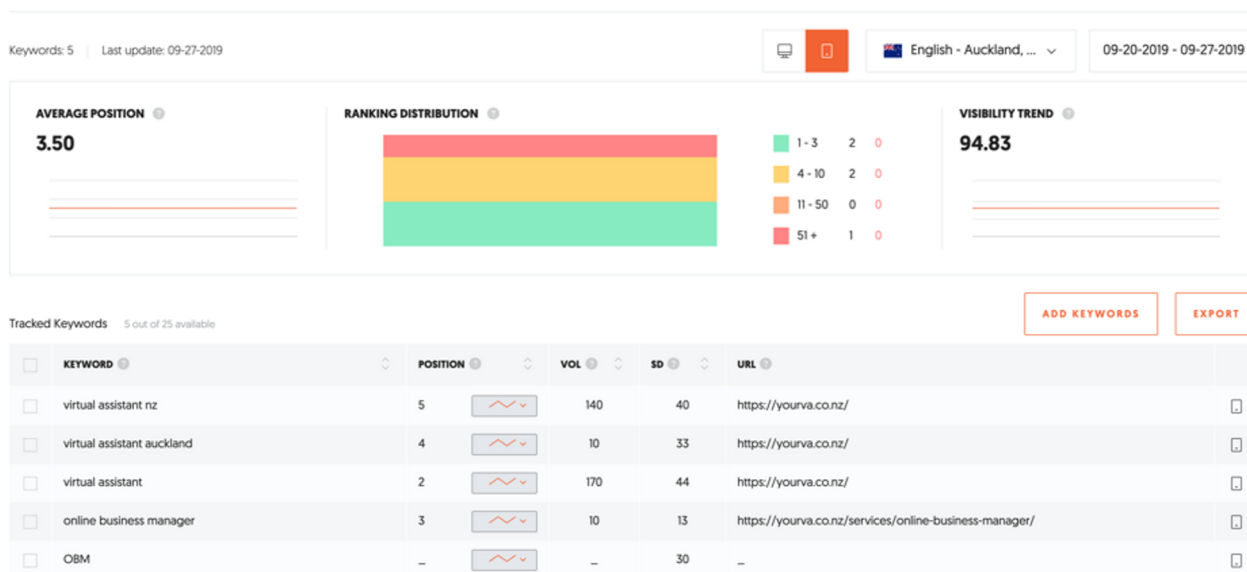 Keywords: 5 Last update: 09-27-2019 English - Auckland, ... 09-20-2019 - 09-27-2019
AVERAGE POSITION ? RANKING DISTRIBUTION ? VISIBILITY TREND ?
3.50 1 - 3 2 0 94.83
4 - 10 2 0
11 - 50 0 0
51 + 1 0
ADD KEYWORDS EXPORT
Tracked Keywords 5 out of 25 available
KEYWORD ? POSITION ? VOL ? SD ? URL ?
virtual assistant nz 5 140 40 https://yourva.co.nz/
virtual assistant auckland 4 10 33 https://yourva.co.nz/
virtual assistant 2 170 44 https://yourva.co.nz/
online business manager 3 10 13 https://yourva.co.nz/services/online-business-manager/
OBM _ _ 30 _